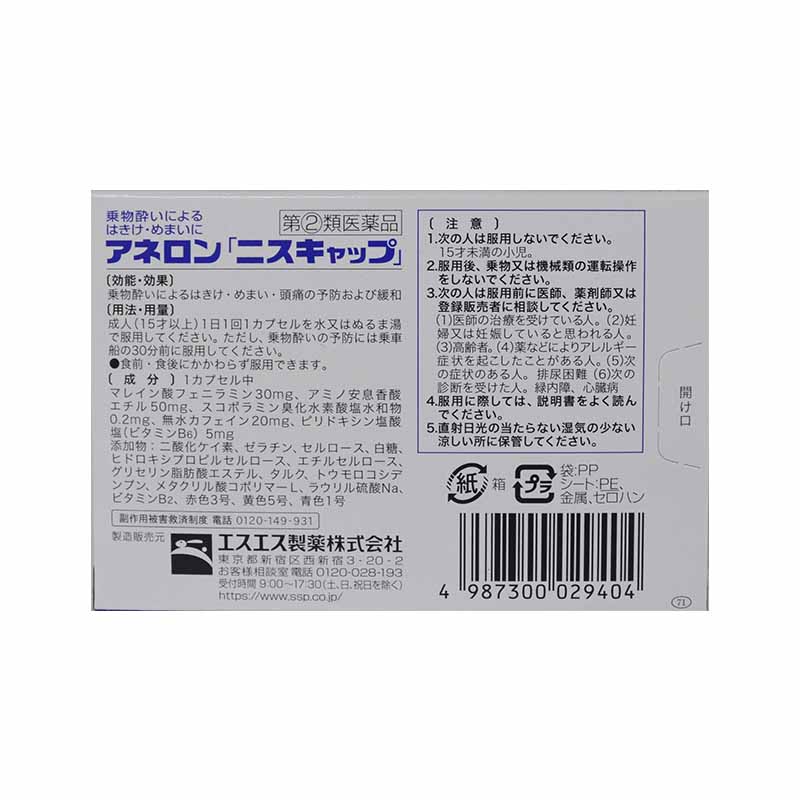 乗物酔いによる
はきけ・めまいに
アネロン「ニスキャップ」
第②類医薬品
〔効能・効果〕
乗物酔いによるはきけ・めまい・頭痛の予防および緩和
〔用法・用量〕
成人(15才以上)1日1回1カプセルを水又はぬるま湯
で服用してください。ただし、乗物酔いの予防には乗車
船の30分前に服用してください。
●食前・食後にかかわらず服用できます。
〔成分〕1カプセル中
マレイン酸フェニラミン30mg、アミノ安息香酸
エチル50mg、スコポラミン臭化水素酸塩水和物
0.2mg、無水カフェイン20mg、ピリドキシン塩酸
塩(ビタミンB6)5mg
添加物:二酸化ケイ素、ゼラチン、セルロース、白糖、
ヒドロキシプロピルセルロース、エチルセルロース、
グリセリン脂肪酸エステル、タルク、トウモロコシデ
ンプン、メタクリル酸コポリマーL、ラウリル硫酸Na、
ビタミンB2、赤色3号、黄色5号、青色1号
副作用被害救済制度 電話 0120-149-931
製造販売元
エスエス製薬株式会社
東京都新宿区西新宿3-20-2
お客様相談室 電話 0120-028-193
受付時間 9:00〜17:30(土、日、祝日を除く)
https://www.ssp.co.jp/
〔注意〕
1.次の人は服用しないでください。
15才未満の小児。
2.服用後、乗物又は機械類の運転操作
をしないでください。
3.次の人は服用前に医師、薬剤師又は
登録販売者に相談してください。
(1)医師の治療を受けている人。(2)妊
婦又は妊娠していると思われる人。
(3)高齢者。(4)薬などによりアレルギー
症状を起こしたことがある人。(5)次
の症状のある人。排尿困難 (6)次の
診断を受けた人。緑内障、心臓病
4.服用に際しては、説明書をよく読ん
でください。
5.直射日光の当たらない湿気の少ない
涼しい所に保管してください。
開け口
紙 箱
プラ
袋:PP
シート:PE、
金属、セロハン
4 987300 029404
71